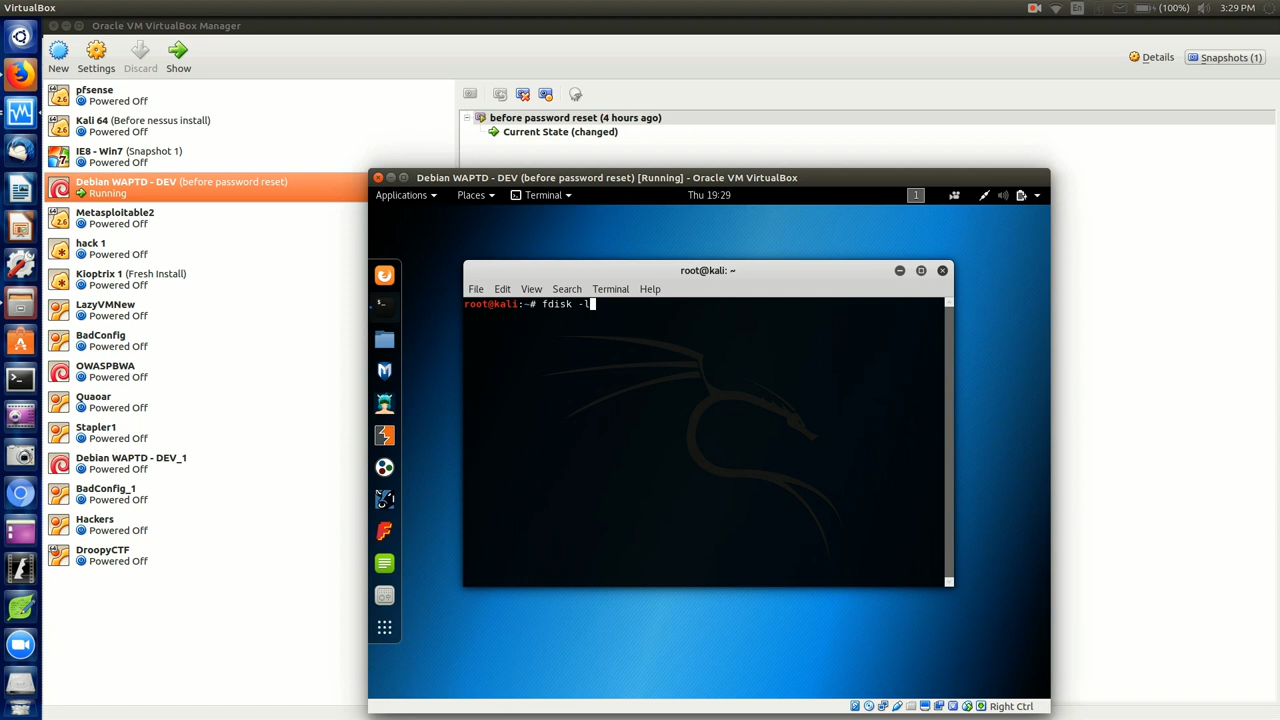 VirtualBox
En
(100%)
3:29 PM
Oracle VM VirtualBox Manager
New
Settings
Discard
Show
Details
Snapshots (1)
pfsense
Powered Off
Kali 64 (Before nessus install)
Powered Off
IE8 - Win7 (Snapshot 1)
Powered Off
Debian WAPTD - DEV (before password reset)
Running
Metasploitable2
Powered Off
hack 1
Powered Off
Kioptrix 1 (Fresh Install)
Powered Off
LazyVMNew
Powered Off
BadConfig
Powered Off
OWASPBWA
Powered Off
Quaoar
Powered Off
Stapler1
Powered Off
Debian WAPTD - DEV_1
Powered Off
BadConfig_1
Powered Off
Hackers
Powered Off
DroopyCTF
Powered Off
before password reset (4 hours ago)
Current State (changed)
Debian WAPTD - DEV (before password reset) [Running] - Oracle VM VirtualBox
Applications
Places
Terminal
Thu 19:29
1
root@kali: ~
File
Edit
View
Search
Terminal
Help
root@kali:~# fdisk -l
Right Ctrl